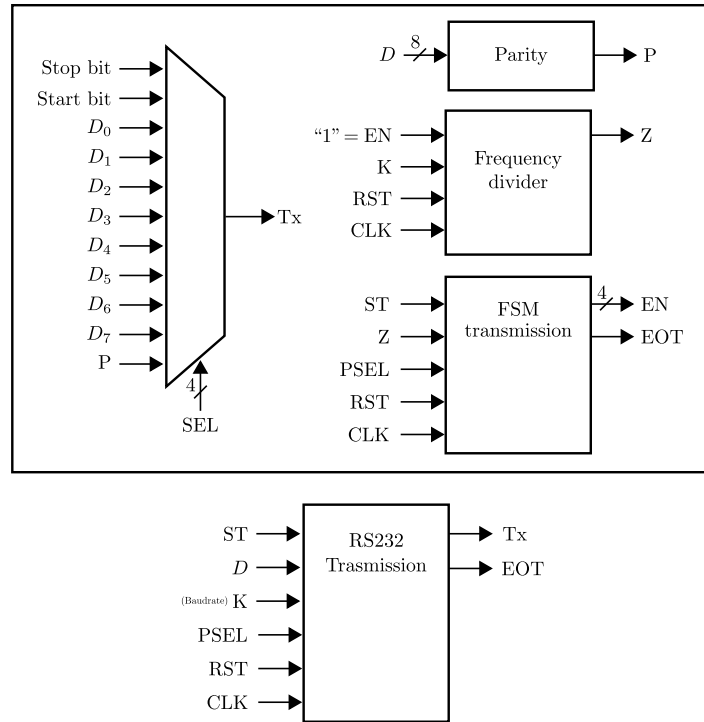 Stop bit
Start bit
D0
D1
D2
D3
D4
D5
D6
D7
P
4
SEL
Tx
D
8
Parity
P
“1” = EN
K
RST
CLK
Frequency
divider
Z
ST
Z
PSEL
RST
CLK
FSM
transmission
4
EN
EOT
ST
D
(Baudrate) K
PSEL
RST
CLK
RS232
Trasmission
Tx
EOT